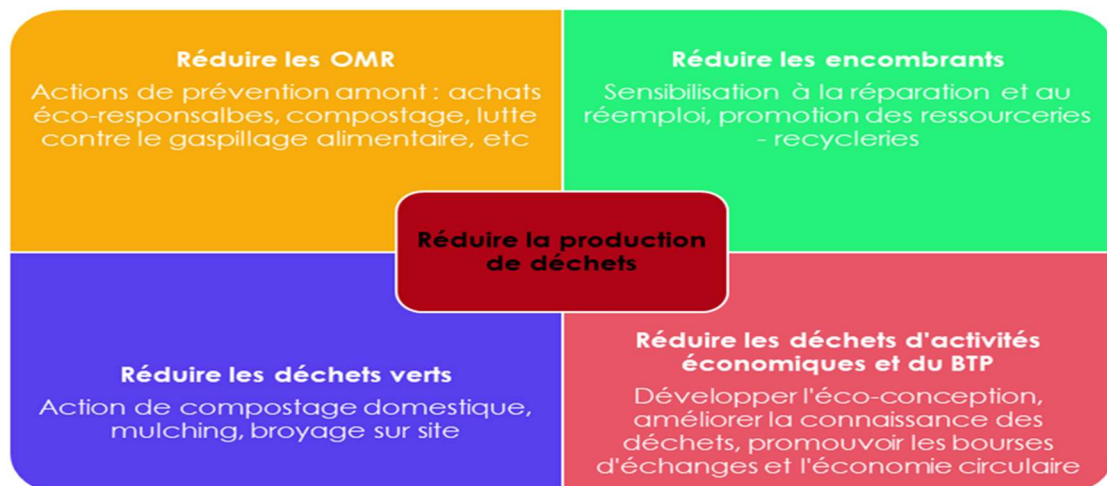 Réduire les OMR
Actions de prévention amont : achats
éco-responsalbes, compostage, lutte
contre le gaspillage alimentaire, etc
Réduire les encombrants
Sensibilisation à la réparation et au
réemploi, promotion des ressourceries
- recycleries
Réduire la production
de déchets
Réduire les déchets verts
Action de compostage domestique,
mulching, broyage sur site
Réduire les déchets d'activités
économiques et du BTP
Développer l'éco-conception,
améliorer la connaissance des
déchets, promouvoir les bourses
d'échanges et l'économie circulaire